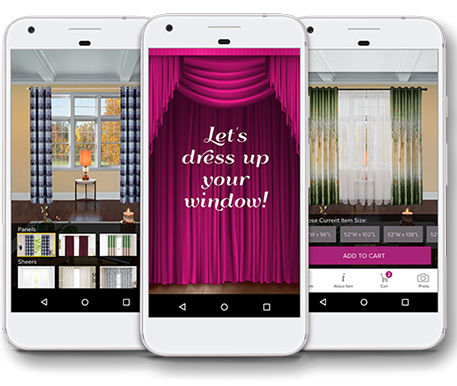 Panels
Sheers
Let's
dress up
your
window!
ose Current Item Size:
W x 96"L
52"W x 102"L
52"W x 108"L
ADD TO CART
About Item
Cart
2
Photo